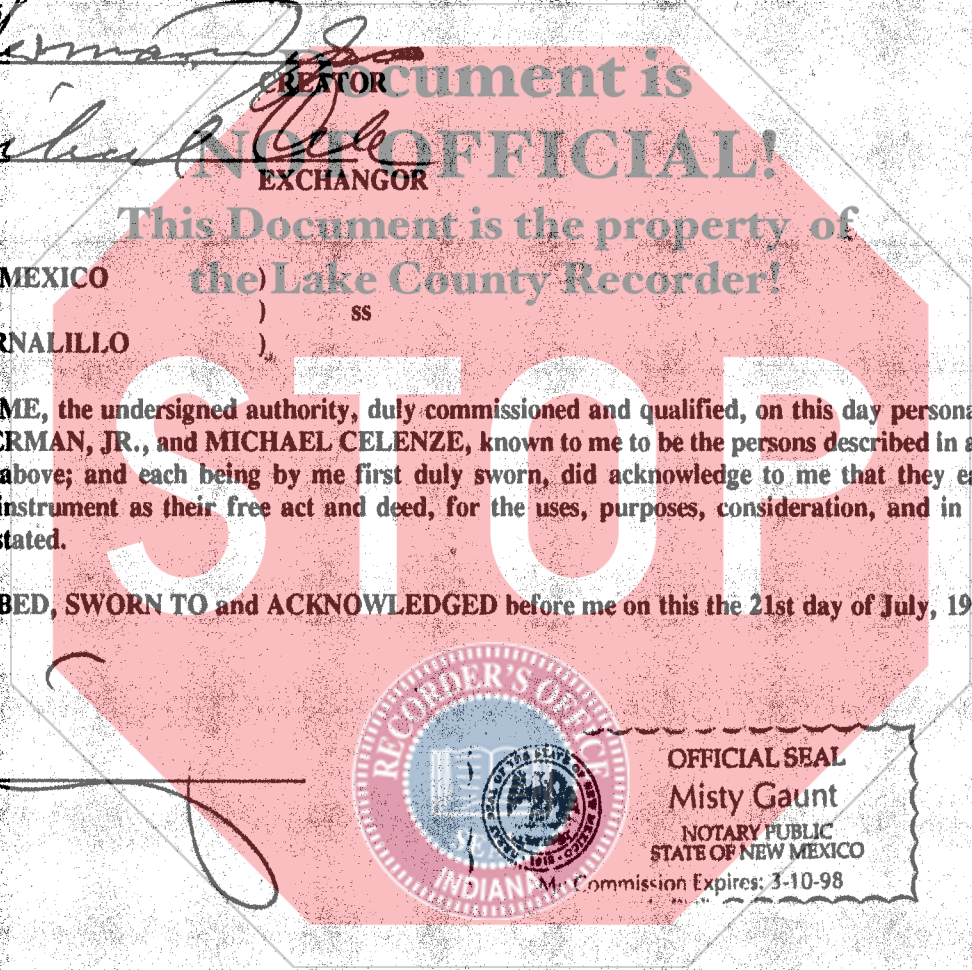 Document is
CREATOR
NOT OFFICIAL!
EXCHANGOR
This Document is the property of
the Lake County Recorder!
MEXICO )
) ss
RNALILLO )
ME, the undersigned authority, duly commissioned and qualified, on this day persona
ERMAN, JR., and MICHAEL CELENZE, known to me to be the persons described in a
above; and each being by me first duly sworn, did acknowledge to me that they ea
instrument as their free act and deed, for the uses, purposes, consideration, and in
stated.
STOP
BED, SWORN TO and ACKNOWLEDGED before me on this the 21st day of July, 19
RECORDER'S OFFICE
SEAL
INDIANA
OFFICIAL SEAL
Misty Gaunt
NOTARY PUBLIC
STATE OF NEW MEXICO
My Commission Expires: 3-10-98